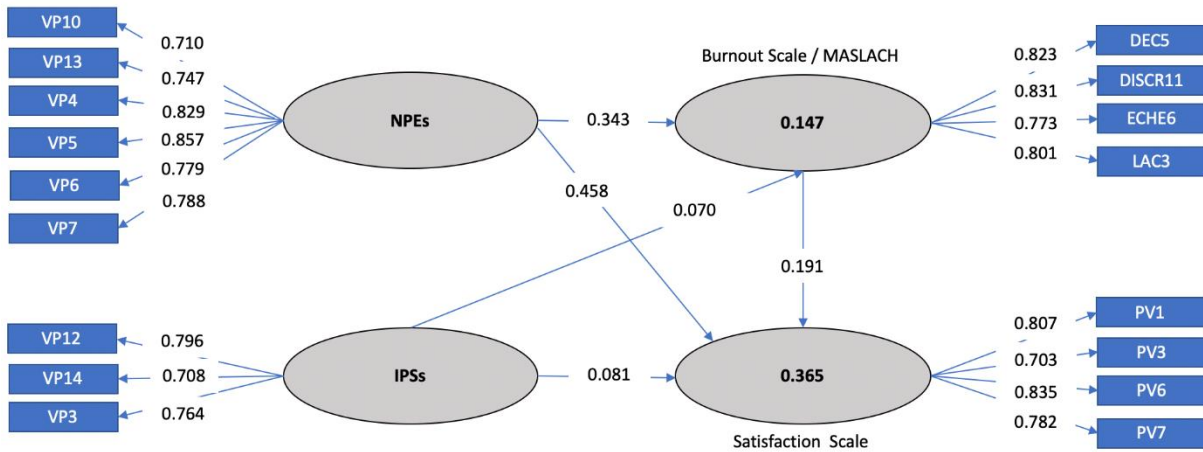 VP10
VP13
VP4
VP5
VP6
VP7
0.710
0.747
0.829
0.857
0.779
0.788
NPEs
0.343
0.458
0.070
Burnout Scale / MASLACH
0.147
0.823
0.831
0.773
0.801
DEC5
DISCR11
ECHE6
LAC3
0.191
VP12
VP14
VP3
0.796
0.708
0.764
IPSs
0.081
0.365
Satisfaction Scale
0.807
0.703
0.835
0.782
PV1
PV3
PV6
PV7